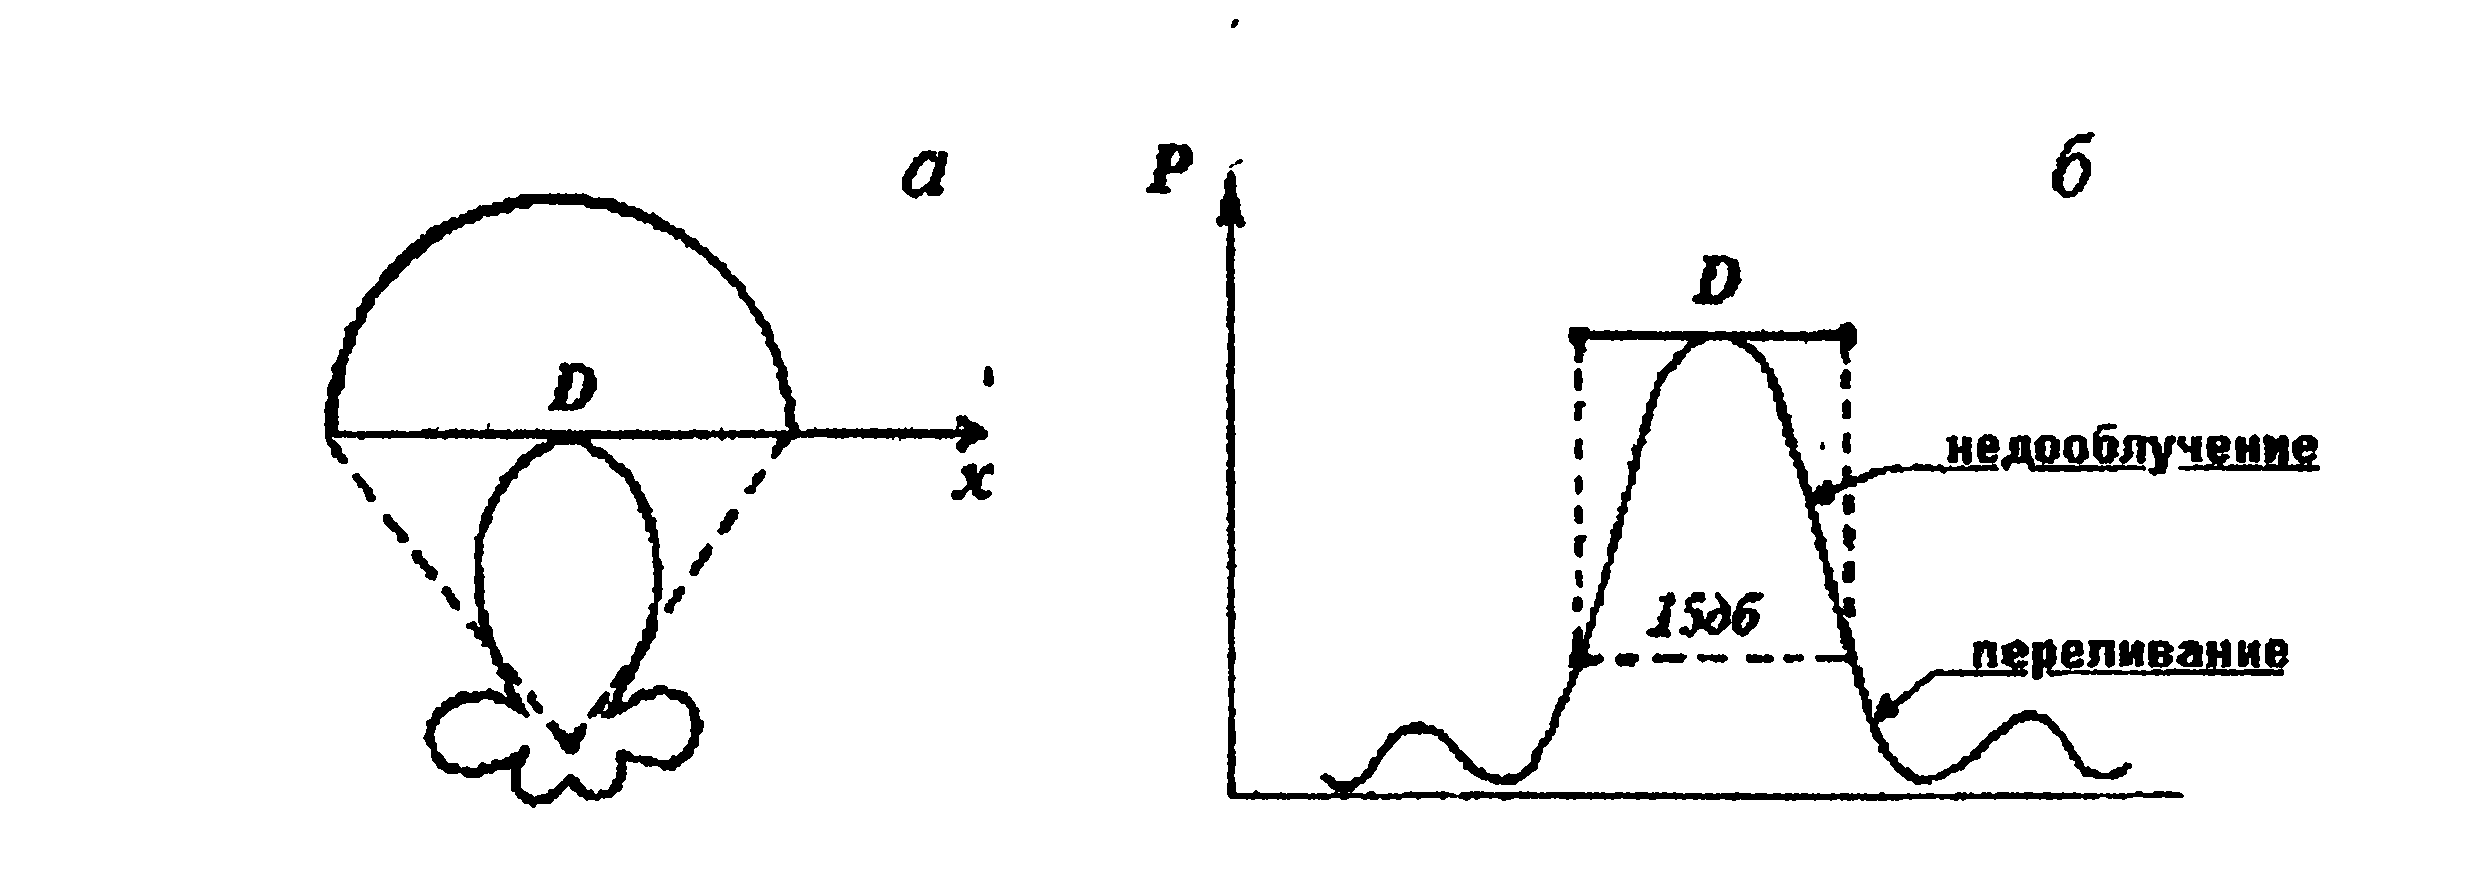 а
D
x
P
б
D
недооблучение
15дб
переливание